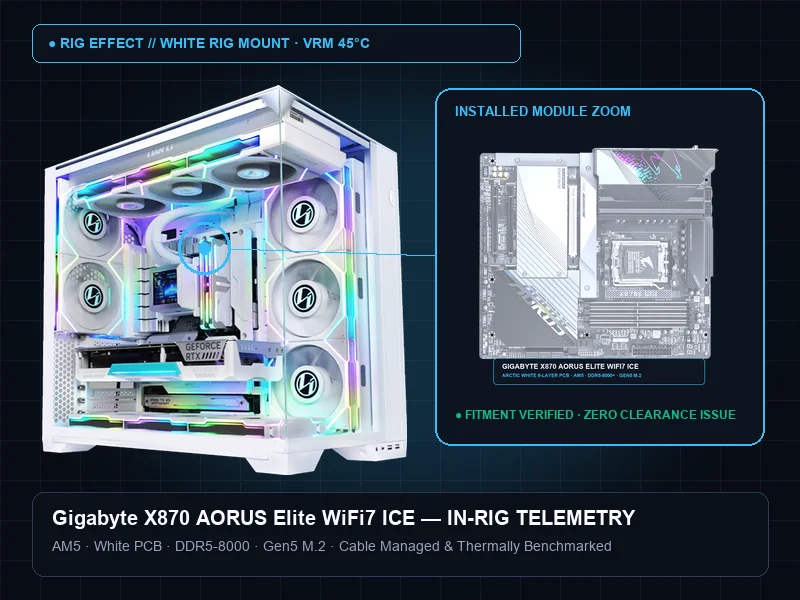 ● RIG EFFECT // WHITE RIG MOUNT · VRM 45°C
INSTALLED MODULE ZOOM
LIAN LI
GEFORCE
RTX
GIGABYTE X870 AORUS ELITE WIFI7 ICE
ARCTIC WHITE 8-LAYER PCB · AM5 · DDR5-8000+ · GEN5 M.2
● FITMENT VERIFIED · ZERO CLEARANCE ISSUE
Gigabyte X870 AORUS Elite WiFi7 ICE — IN-RIG TELEMETRY
AM5 · White PCB · DDR5-8000 · Gen5 M.2 · Cable Managed & Thermally Benchmarked